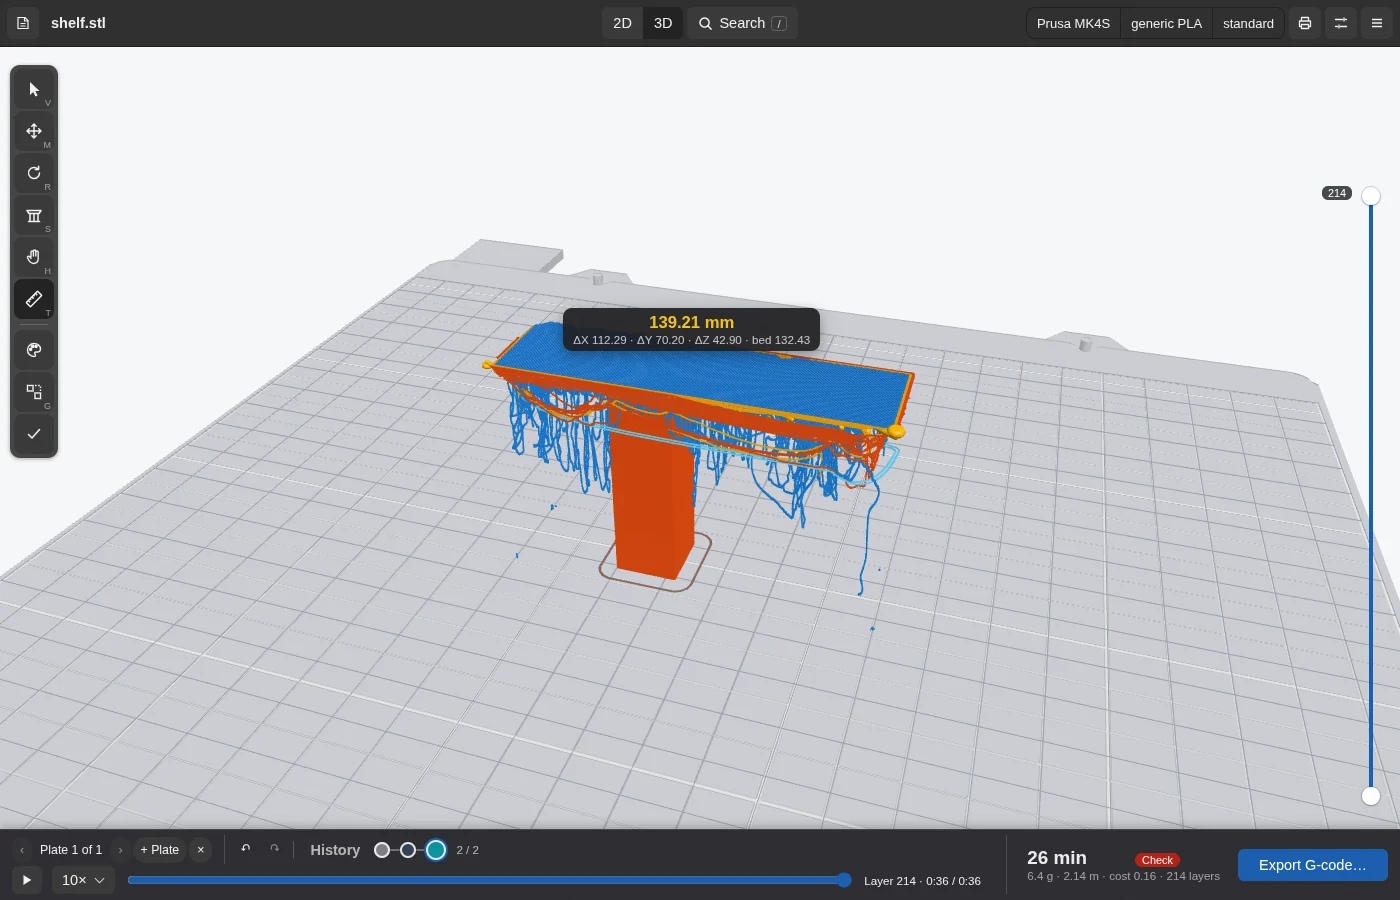 shelf.stl
2D
3D
Search /
Prusa MK4S
generic PLA
standard
V
M
R
S
H
T
G
214
139.21 mm
ΔX 112.29 · ΔY 70.20 · ΔZ 42.90 · bed 132.43
‹ Plate 1 of 1 › + Plate ×
History
2 / 2
10×
Layer 214 · 0:36 / 0:36
26 min
Check
6.4 g · 2.14 m · cost 0.16 · 214 layers
Export G-code…